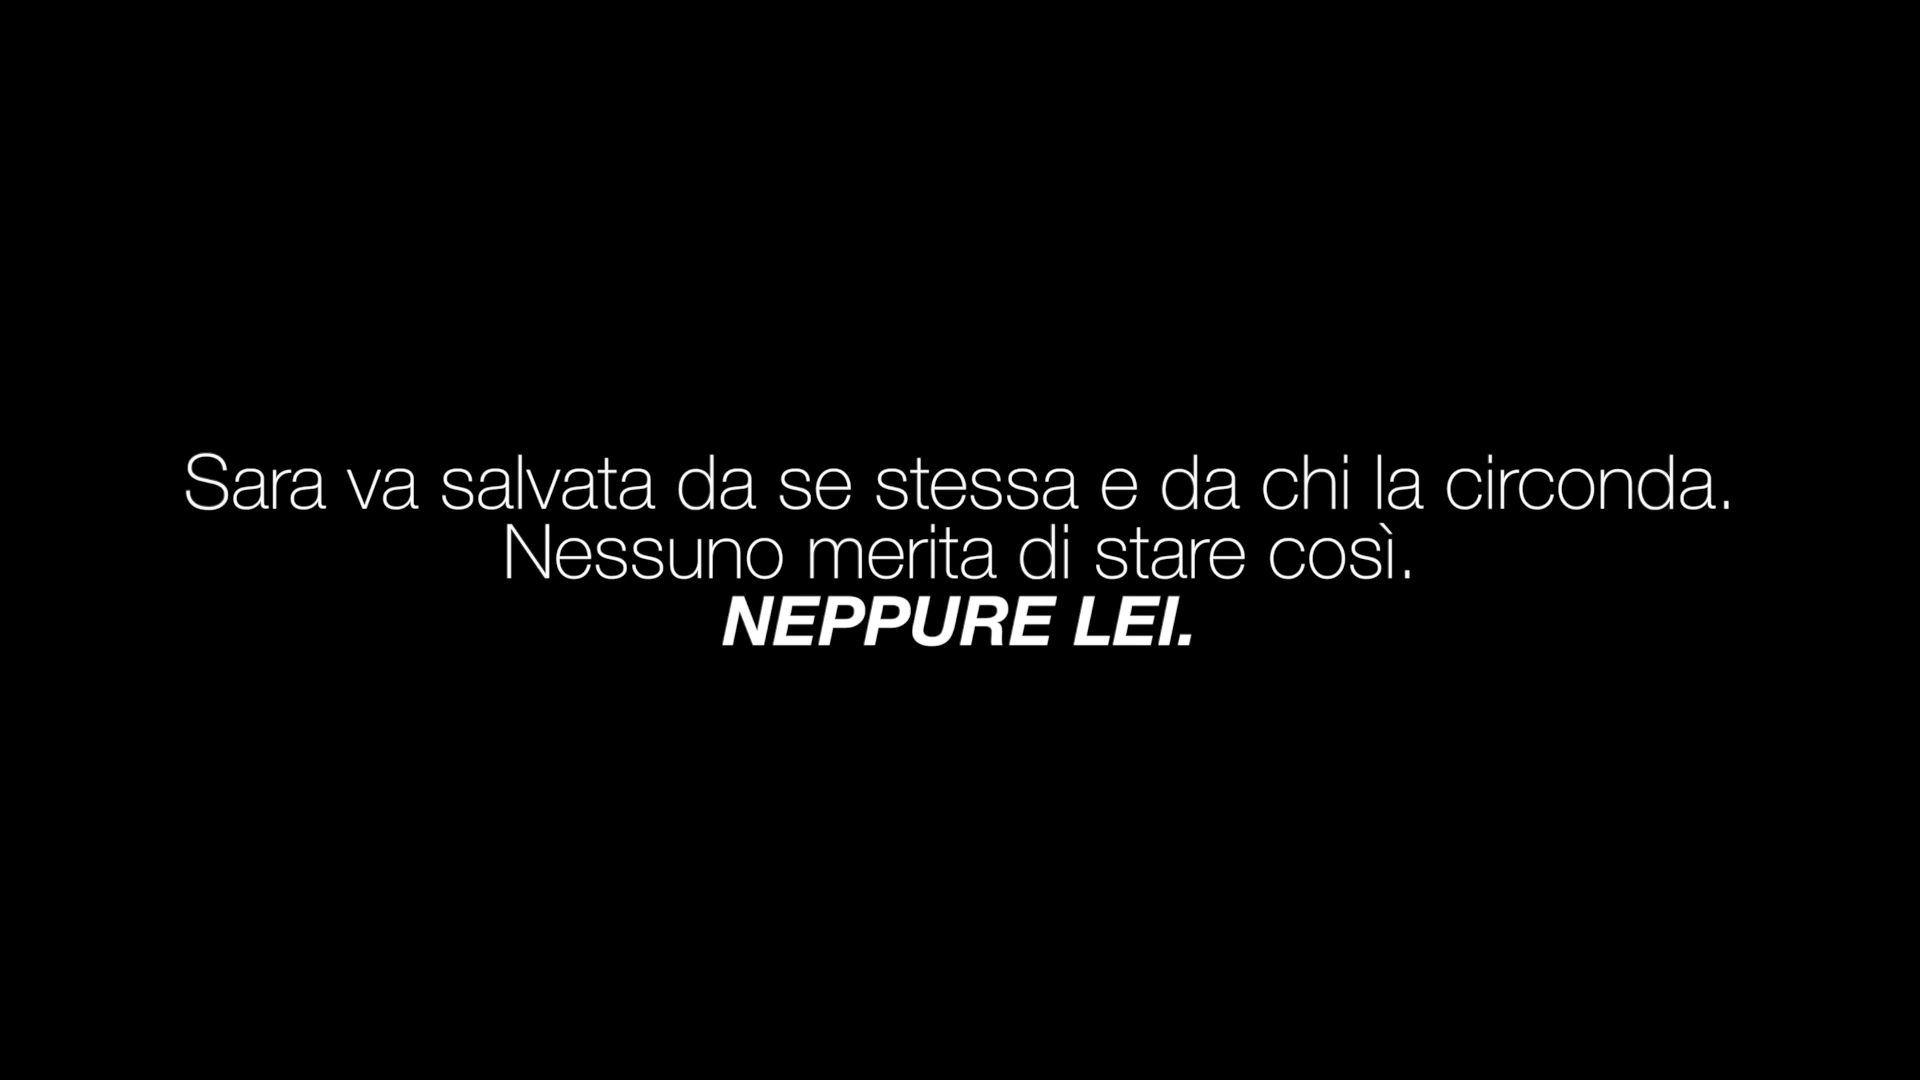 Sara va salvata da se stessa e da chi la circonda.
Nessuno merita di stare così.
NEPPURE LEI.